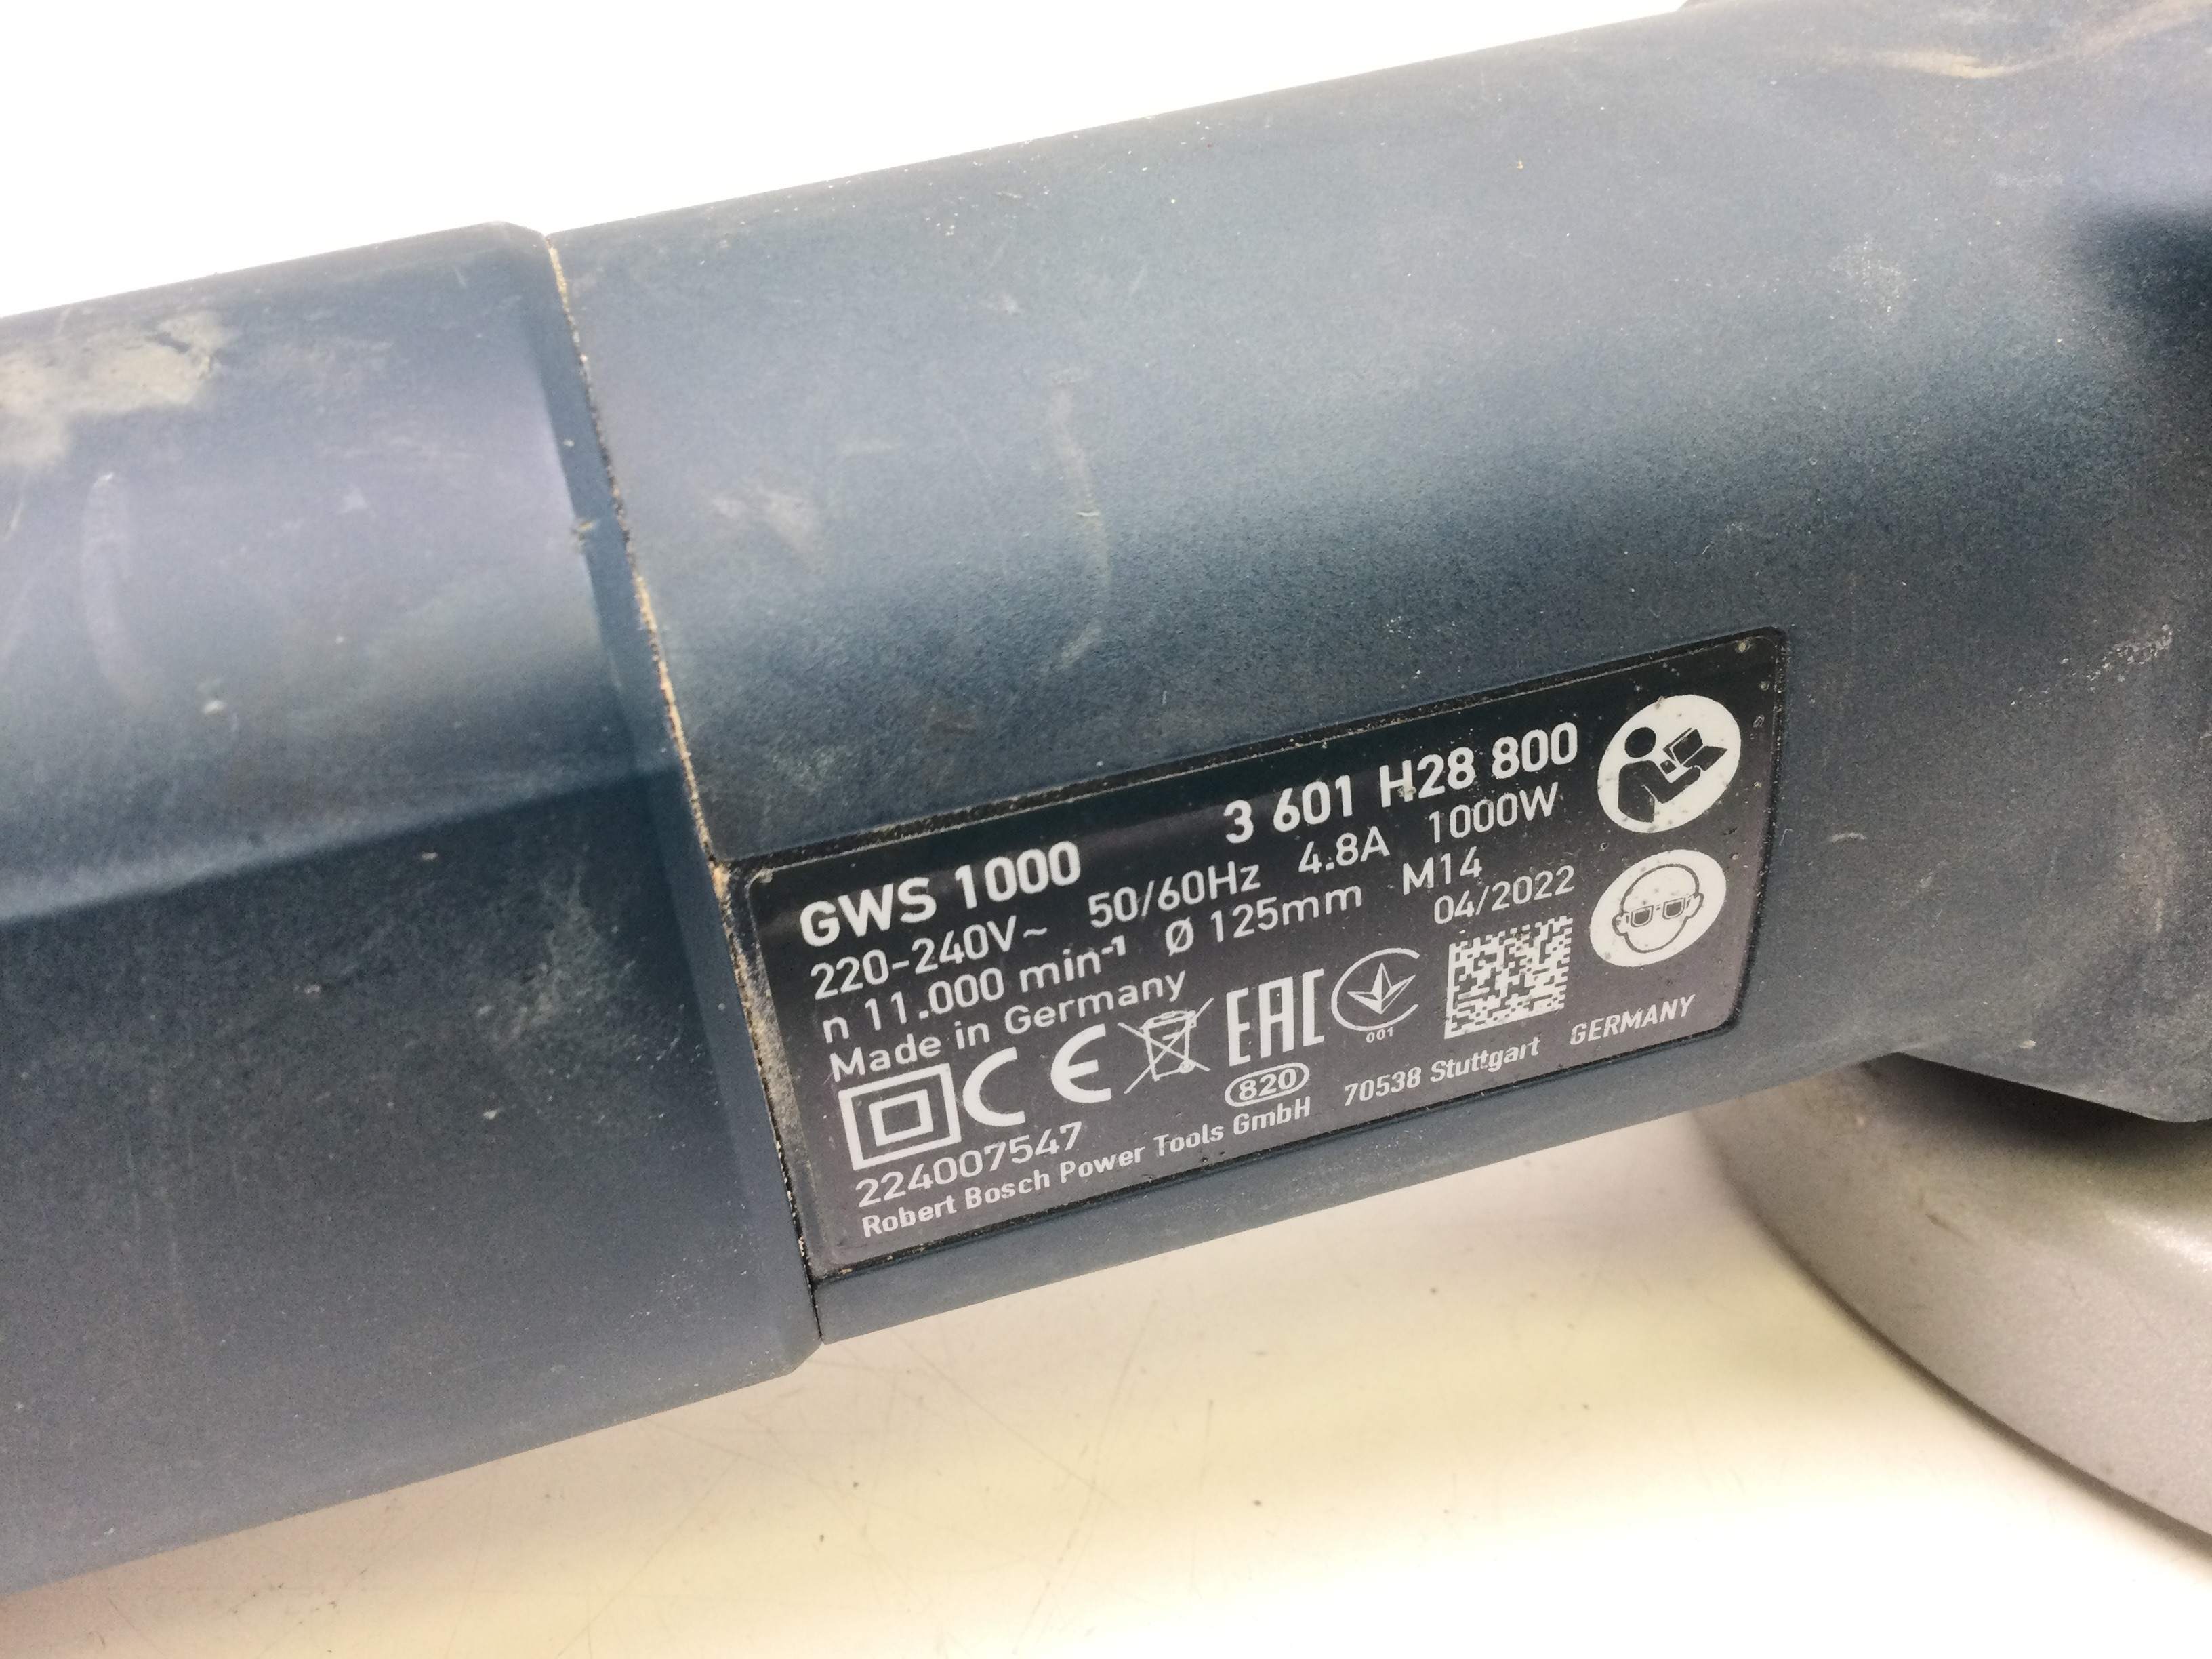 GWS 1000 3 601 H28 800
220-240V~ 50/60Hz 4.8A 1000W
n 11.000 min⁻¹ Ø 125mm M14
Made in Germany 04/2022
CE EAC 001
224007547 820
Robert Bosch Power Tools GmbH 70538 Stuttgart GERMANY